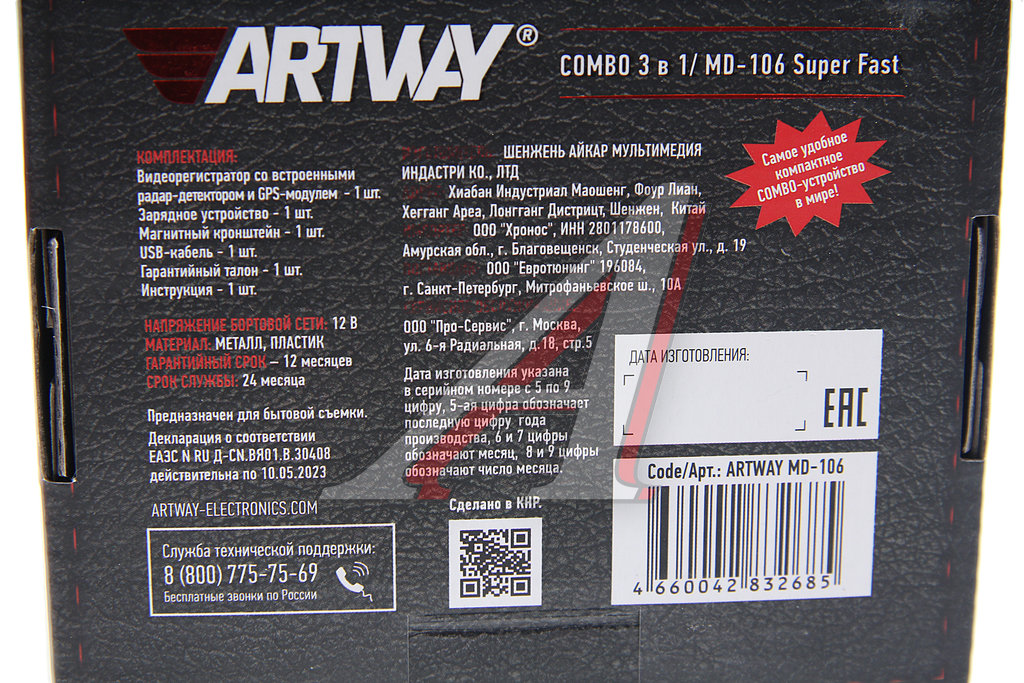 ARTWAY®
COMBO 3 в 1/ MD-106 Super Fast
КОМПЛЕКТАЦИЯ:
Видеорегистратор со встроенными
радар-детектором и GPS-модулем - 1 шт.
Зарядное устройство - 1 шт.
Магнитный кронштейн - 1 шт.
USB-кабель - 1 шт.
Гарантийный талон - 1 шт.
Инструкция - 1 шт.
НАПРЯЖЕНИЕ БОРТОВОЙ СЕТИ: 12 В
МАТЕРИАЛ: МЕТАЛЛ, ПЛАСТИК
ГАРАНТИЙНЫЙ СРОК – 12 месяцев
СРОК СЛУЖБЫ: 24 месяца
Предназначен для бытовой съемки.
Декларация о соответствии
ЕАЭС N RU Д-CN.ВЯ01.В.30408
действительна по 10.05.2023
ARTWAY-ELECTRONICS.COM
Служба технической поддержки:
8 (800) 775-75-69
Бесплатные звонки по России
ШЕНЖЕНЬ АЙКАР МУЛЬТИМЕДИЯ
ИНДАСТРИ КО., ЛТД
Хиабан Индустриал Маошенг, Фоур Лиан,
Хегганг Ареа, Лонгганг Дистрицт, Шенжен, Китай
ООО "Хронос", ИНН 2801178600,
Амурская обл., г. Благовещенск, Студенческая ул., д. 19
ООО "Евротюнинг" 196084,
г. Санкт-Петербург, Митрофаньевское ш., 10А
ООО "Про-Сервис", г. Москва,
ул. 6-я Радиальная, д.18, стр.5
Дата изготовления указана
в серийном номере с 5 по 9
цифру, 5-ая цифра обозначает
последнюю цифру года
производства, 6 и 7 цифры
обозначают месяц, 8 и 9 цифры
обозначают число месяца.
Сделано в КНР.
Самое удобное
компактное
COMBO-устройство
в мире!
ДАТА ИЗГОТОВЛЕНИЯ:
EAC
Code/Арт.: ARTWAY MD-106
4 660042 832685